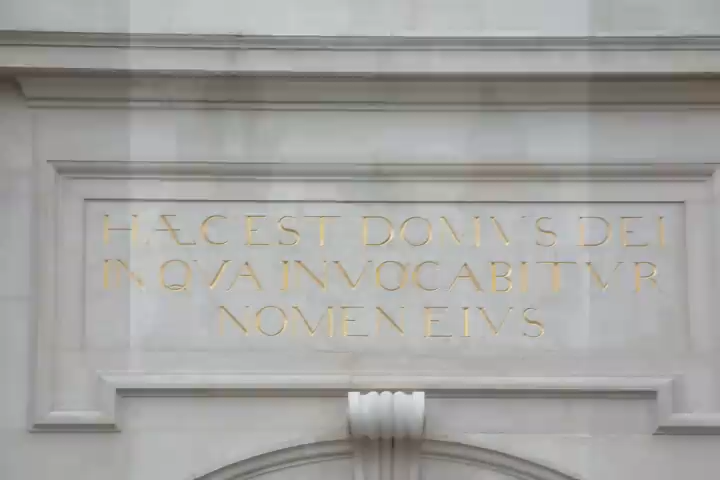 HÆC EST DOMVS DEI
IN QVA INVOCABITVR
NOMEN EIVS